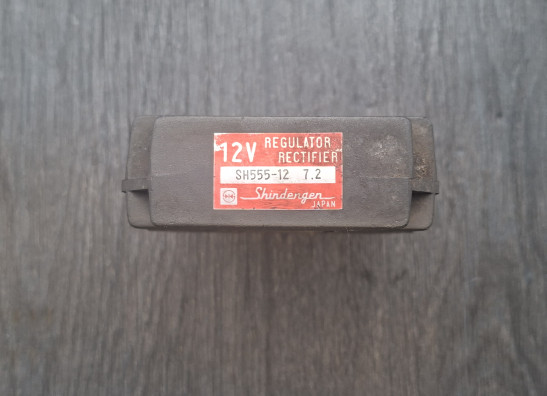 12V REGULATOR
RECTIFIER
SH555-12 7.2
Shindengen
JAPAN